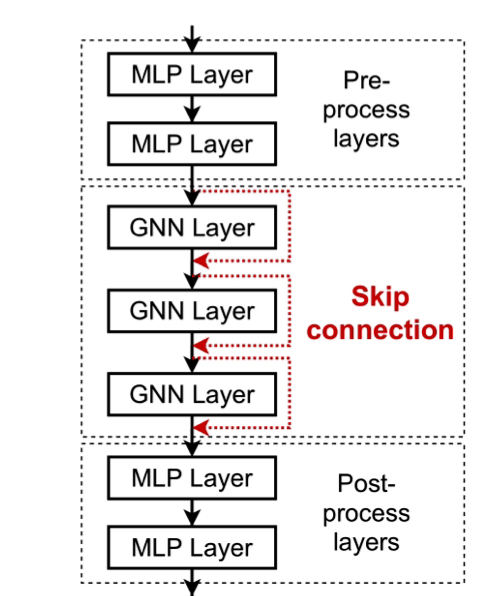 MLP Layer
MLP Layer
Pre-
process
layers
GNN Layer
GNN Layer
GNN Layer
Skip
connection
MLP Layer
MLP Layer
Post-
process
layers